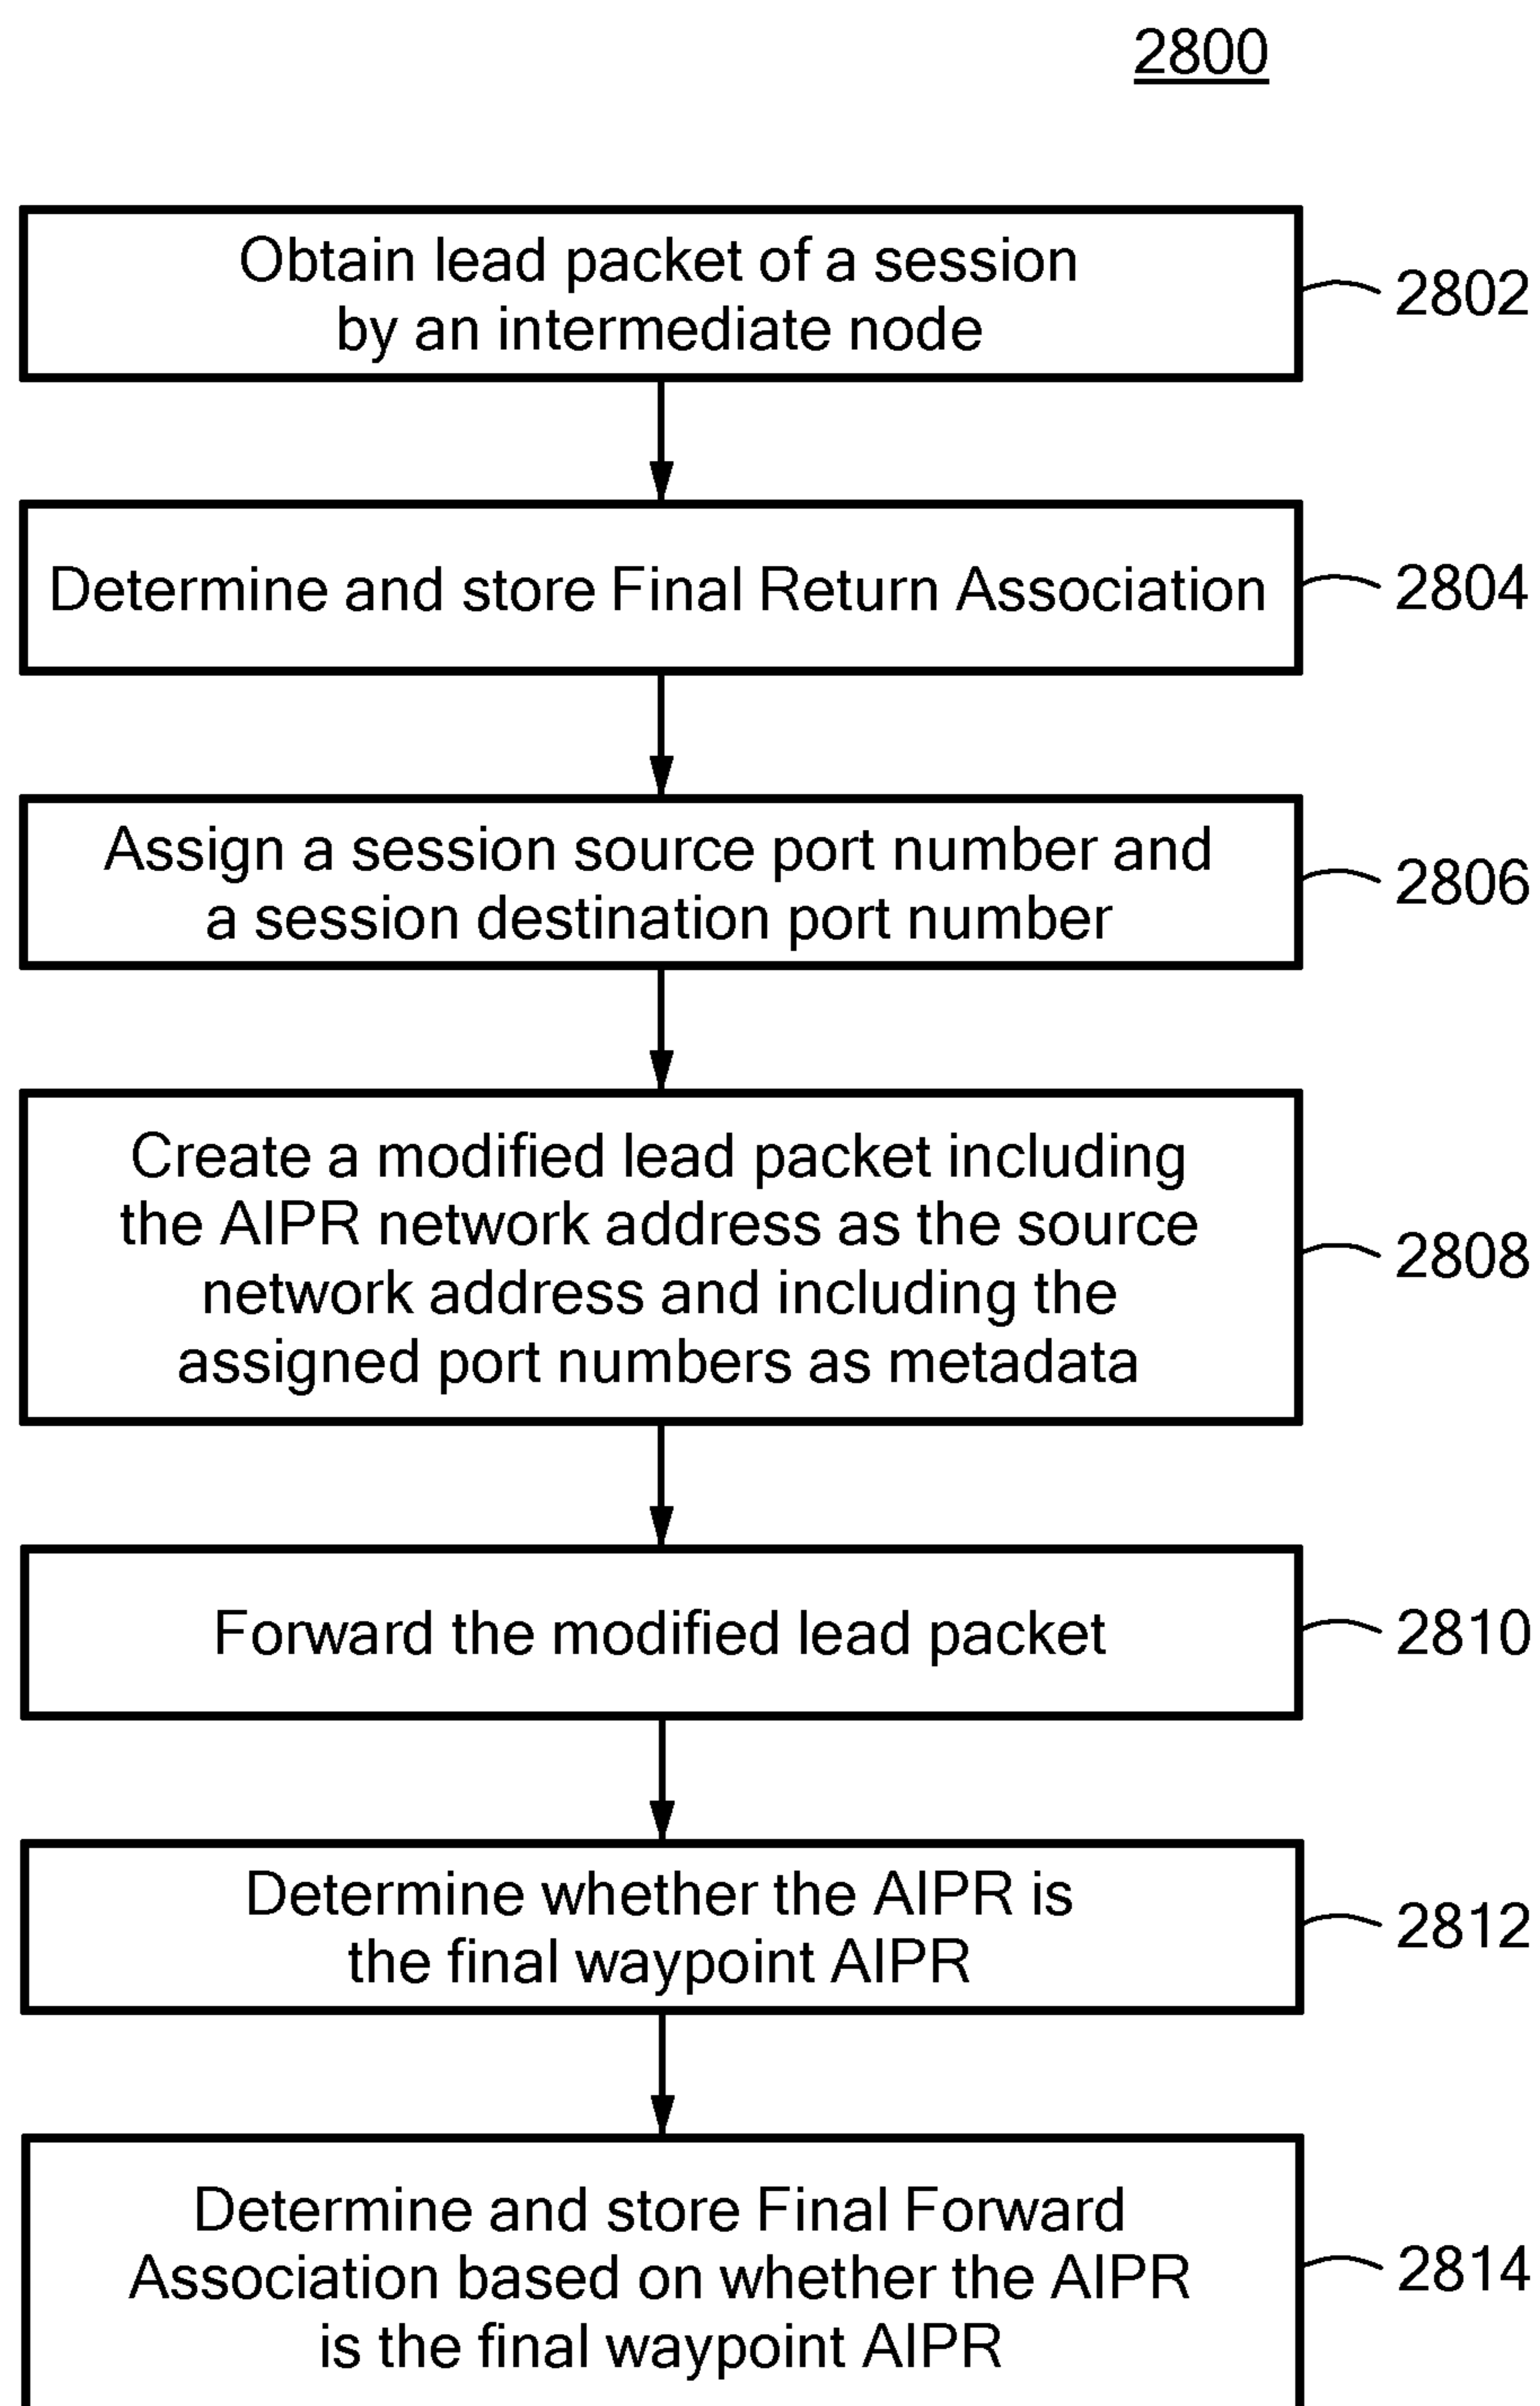 2800
Obtain lead packet of a session
by an intermediate node
2802
Determine and store Final Return Association
2804
Assign a session source port number and
a session destination port number
2806
Create a modified lead packet including
the AIPR network address as the source
network address and including the
assigned port numbers as metadata
2808
Forward the modified lead packet
2810
Determine whether the AIPR is
the final waypoint AIPR
2812
Determine and store Final Forward
Association based on whether the AIPR
is the final waypoint AIPR
2814